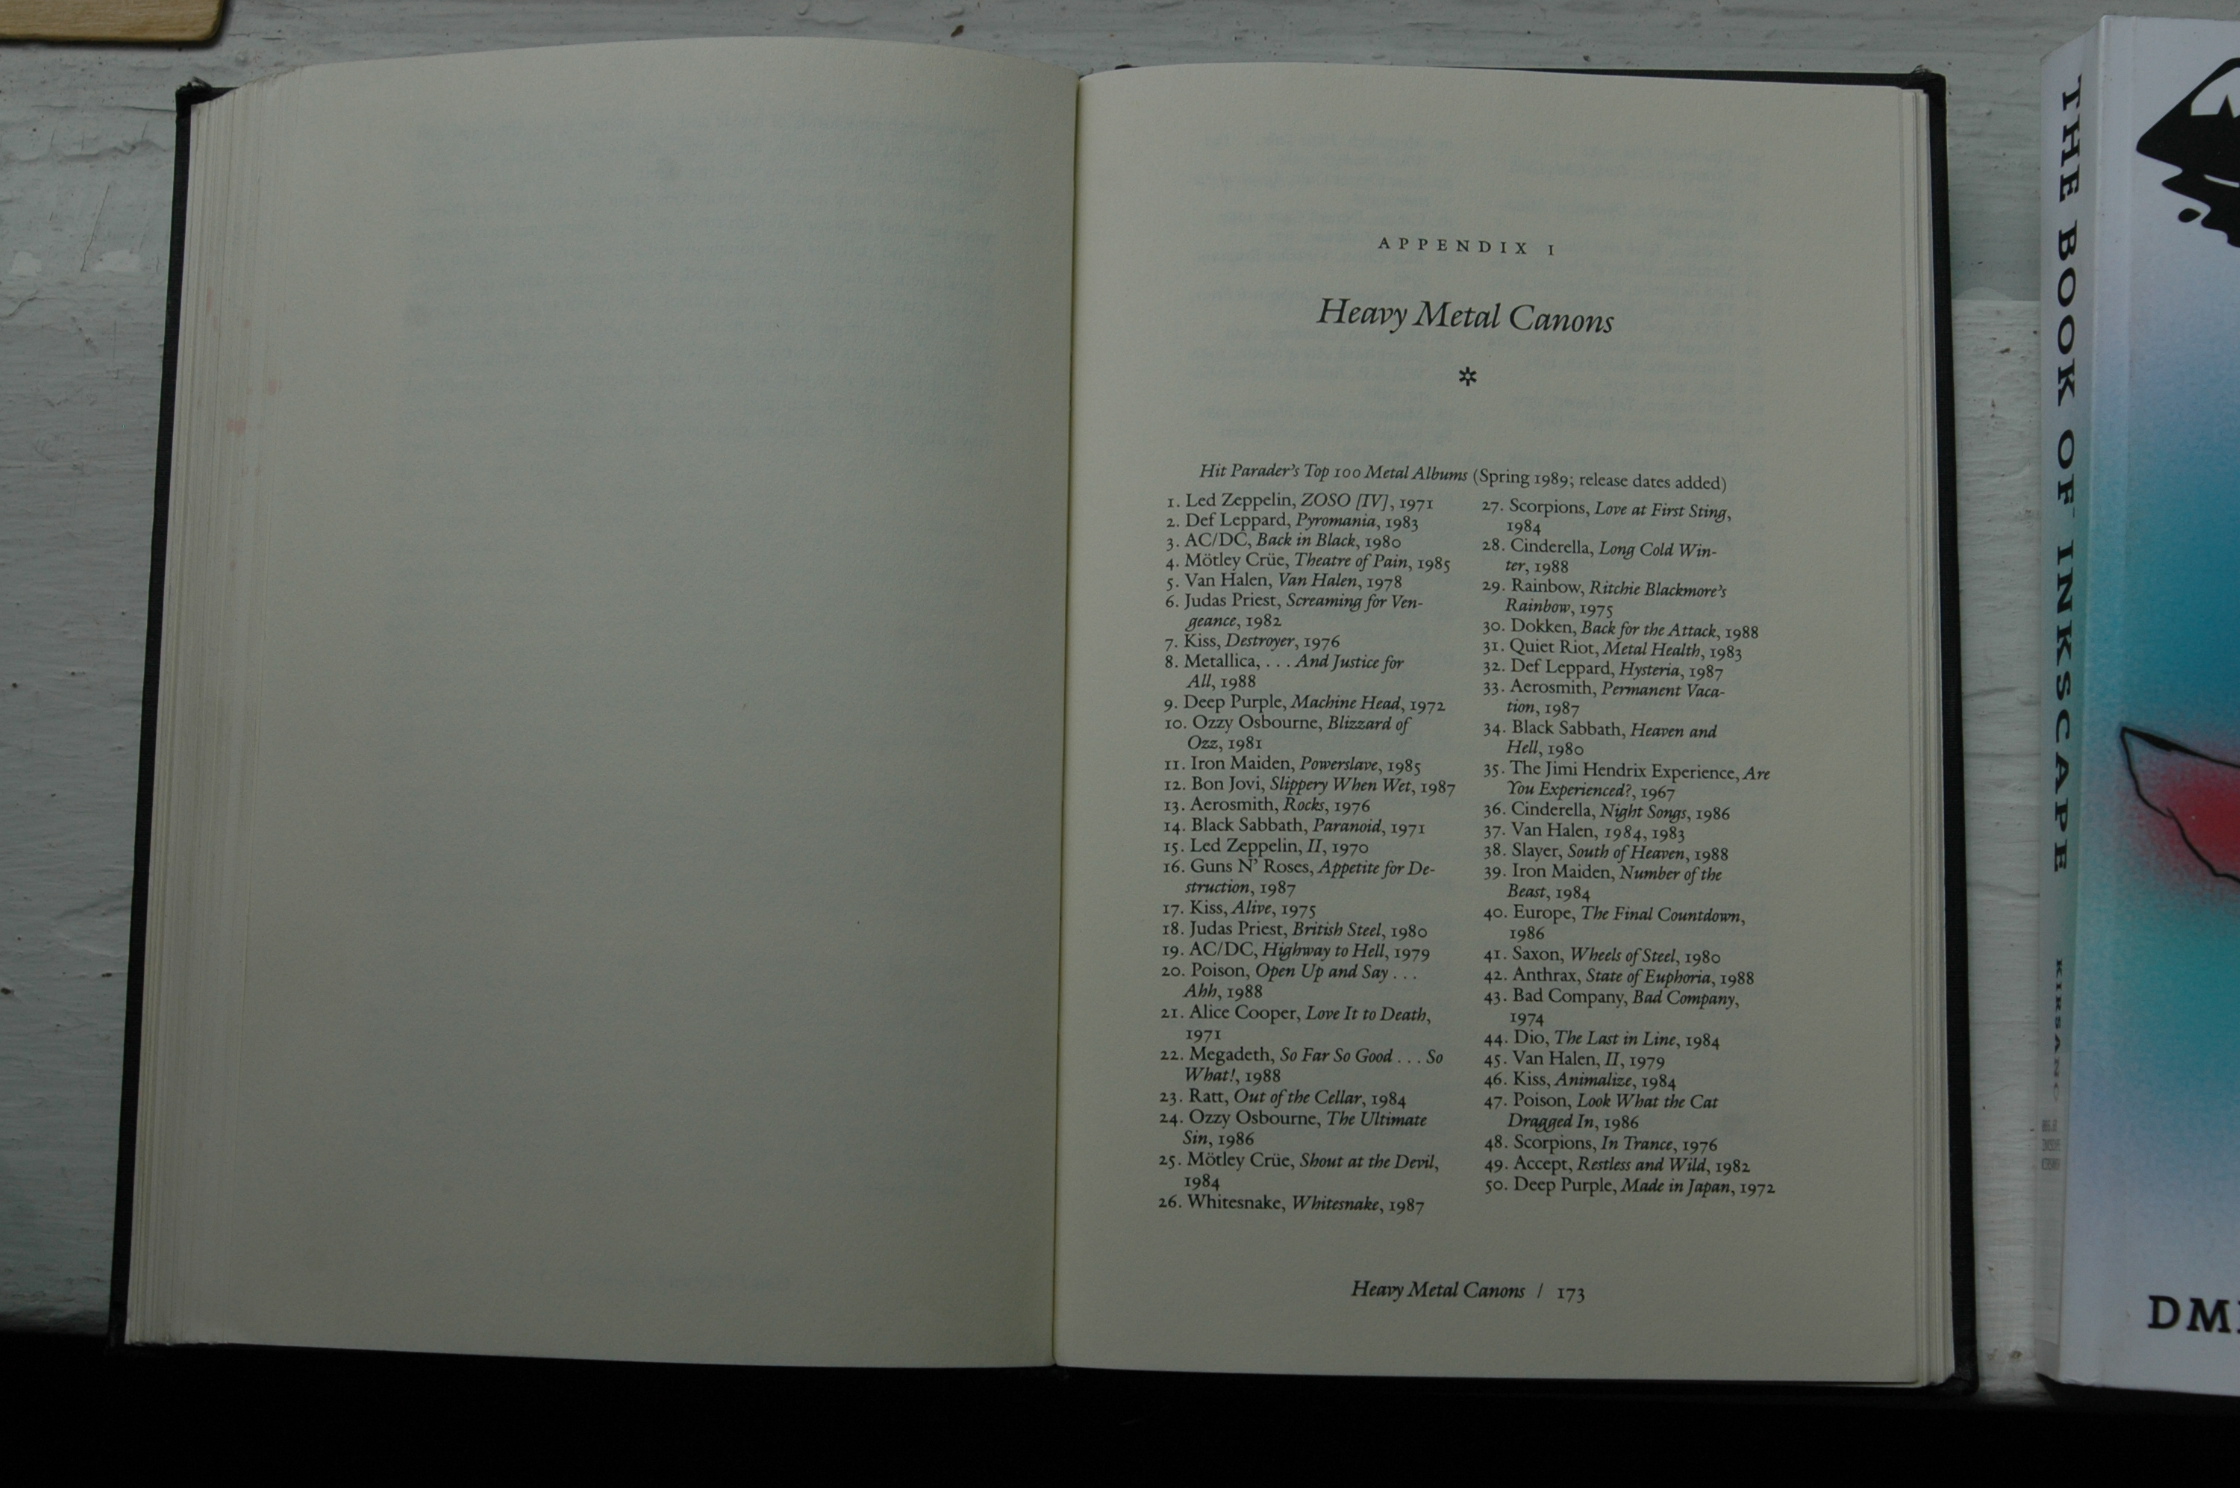 APPENDIX I
Heavy Metal Canons
✲
Hit Parader's Top 100 Metal Albums (Spring 1989; release dates added)
1. Led Zeppelin, ZOSO [IV], 1971
2. Def Leppard, Pyromania, 1983
3. AC/DC, Back in Black, 1980
4. Mötley Crüe, Theatre of Pain, 1985
5. Van Halen, Van Halen, 1978
6. Judas Priest, Screaming for Ven-
geance, 1982
7. Kiss, Destroyer, 1976
8. Metallica, . . . And Justice for
All, 1988
9. Deep Purple, Machine Head, 1972
10. Ozzy Osbourne, Blizzard of
Ozz, 1981
11. Iron Maiden, Powerslave, 1985
12. Bon Jovi, Slippery When Wet, 1987
13. Aerosmith, Rocks, 1976
14. Black Sabbath, Paranoid, 1971
15. Led Zeppelin, II, 1970
16. Guns N' Roses, Appetite for De-
struction, 1987
17. Kiss, Alive, 1975
18. Judas Priest, British Steel, 1980
19. AC/DC, Highway to Hell, 1979
20. Poison, Open Up and Say . . .
Ahh, 1988
21. Alice Cooper, Love It to Death,
1971
22. Megadeth, So Far So Good . . . So
What!, 1988
23. Ratt, Out of the Cellar, 1984
24. Ozzy Osbourne, The Ultimate
Sin, 1986
25. Mötley Crüe, Shout at the Devil,
1984
26. Whitesnake, Whitesnake, 1987
27. Scorpions, Love at First Sting,
1984
28. Cinderella, Long Cold Win-
ter, 1988
29. Rainbow, Ritchie Blackmore's
Rainbow, 1975
30. Dokken, Back for the Attack, 1988
31. Quiet Riot, Metal Health, 1983
32. Def Leppard, Hysteria, 1987
33. Aerosmith, Permanent Vaca-
tion, 1987
34. Black Sabbath, Heaven and
Hell, 1980
35. The Jimi Hendrix Experience, Are
You Experienced?, 1967
36. Cinderella, Night Songs, 1986
37. Van Halen, 1984, 1983
38. Slayer, South of Heaven, 1988
39. Iron Maiden, Number of the
Beast, 1984
40. Europe, The Final Countdown,
1986
41. Saxon, Wheels of Steel, 1980
42. Anthrax, State of Euphoria, 1988
43. Bad Company, Bad Company,
1974
44. Dio, The Last in Line, 1984
45. Van Halen, II, 1979
46. Kiss, Animalize, 1984
47. Poison, Look What the Cat
Dragged In, 1986
48. Scorpions, In Trance, 1976
49. Accept, Restless and Wild, 1982
50. Deep Purple, Made in Japan, 1972
Heavy Metal Canons / 173
THE BOOK OF INKSCAPE
KIRSANOV
DM